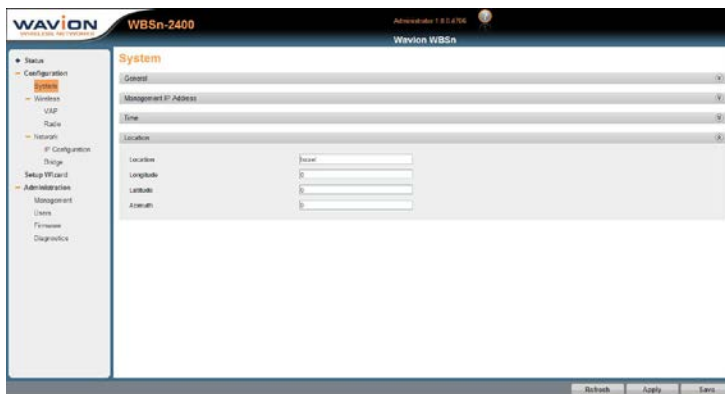 WAVION
WIRELESS NETWORKS
WBSn-2400
Wavion WBSn
Status
Configuration
System
Wireless
VAP
Radio
Network
IP Configuration
Bridge
Setup Wizard
Administration
Management
Users
Firmware
Diagnostics
System
General
Management IP Address
Time
Location
Location Israel
Longitude 0
Latitude 0
Azimuth 0
Refresh Apply Save